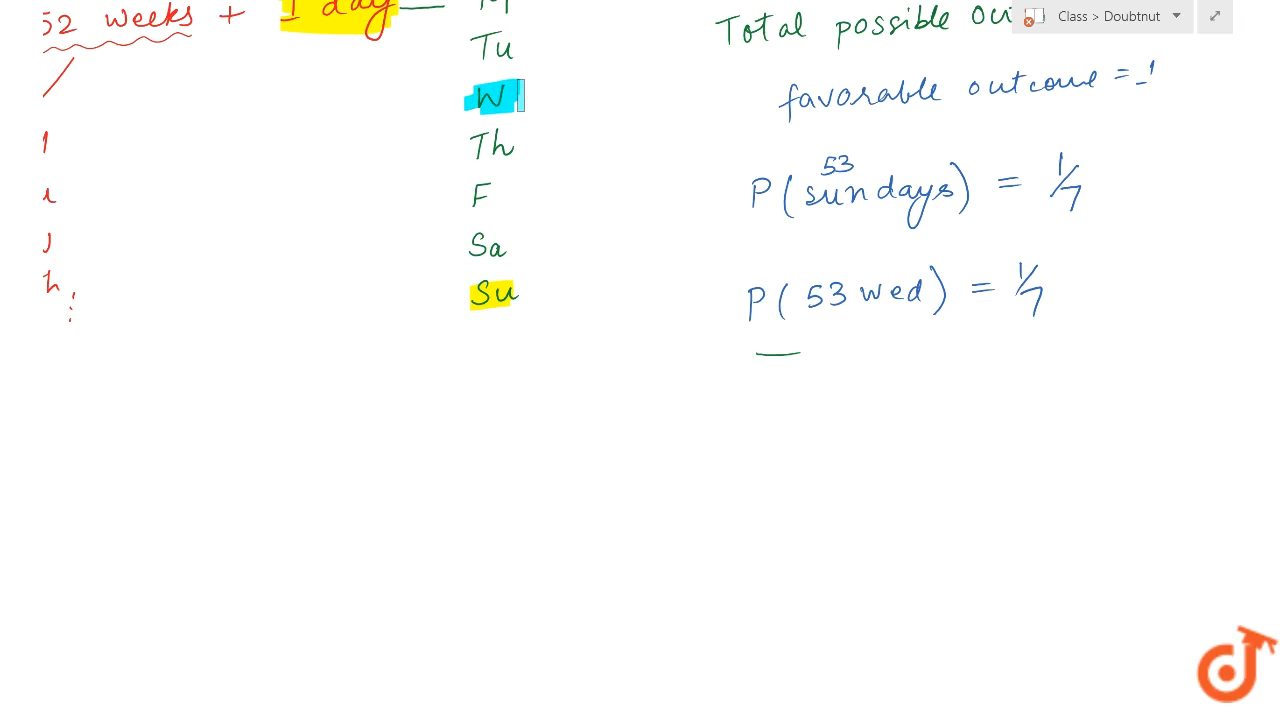 52 weeks + 1 day
Tu
W
Th
F
Sa
Su
Total possible
favorable outcome = 1
53
P(sundays) = 1/7
P(53 wed) = 1/7
Class > Doubtnut